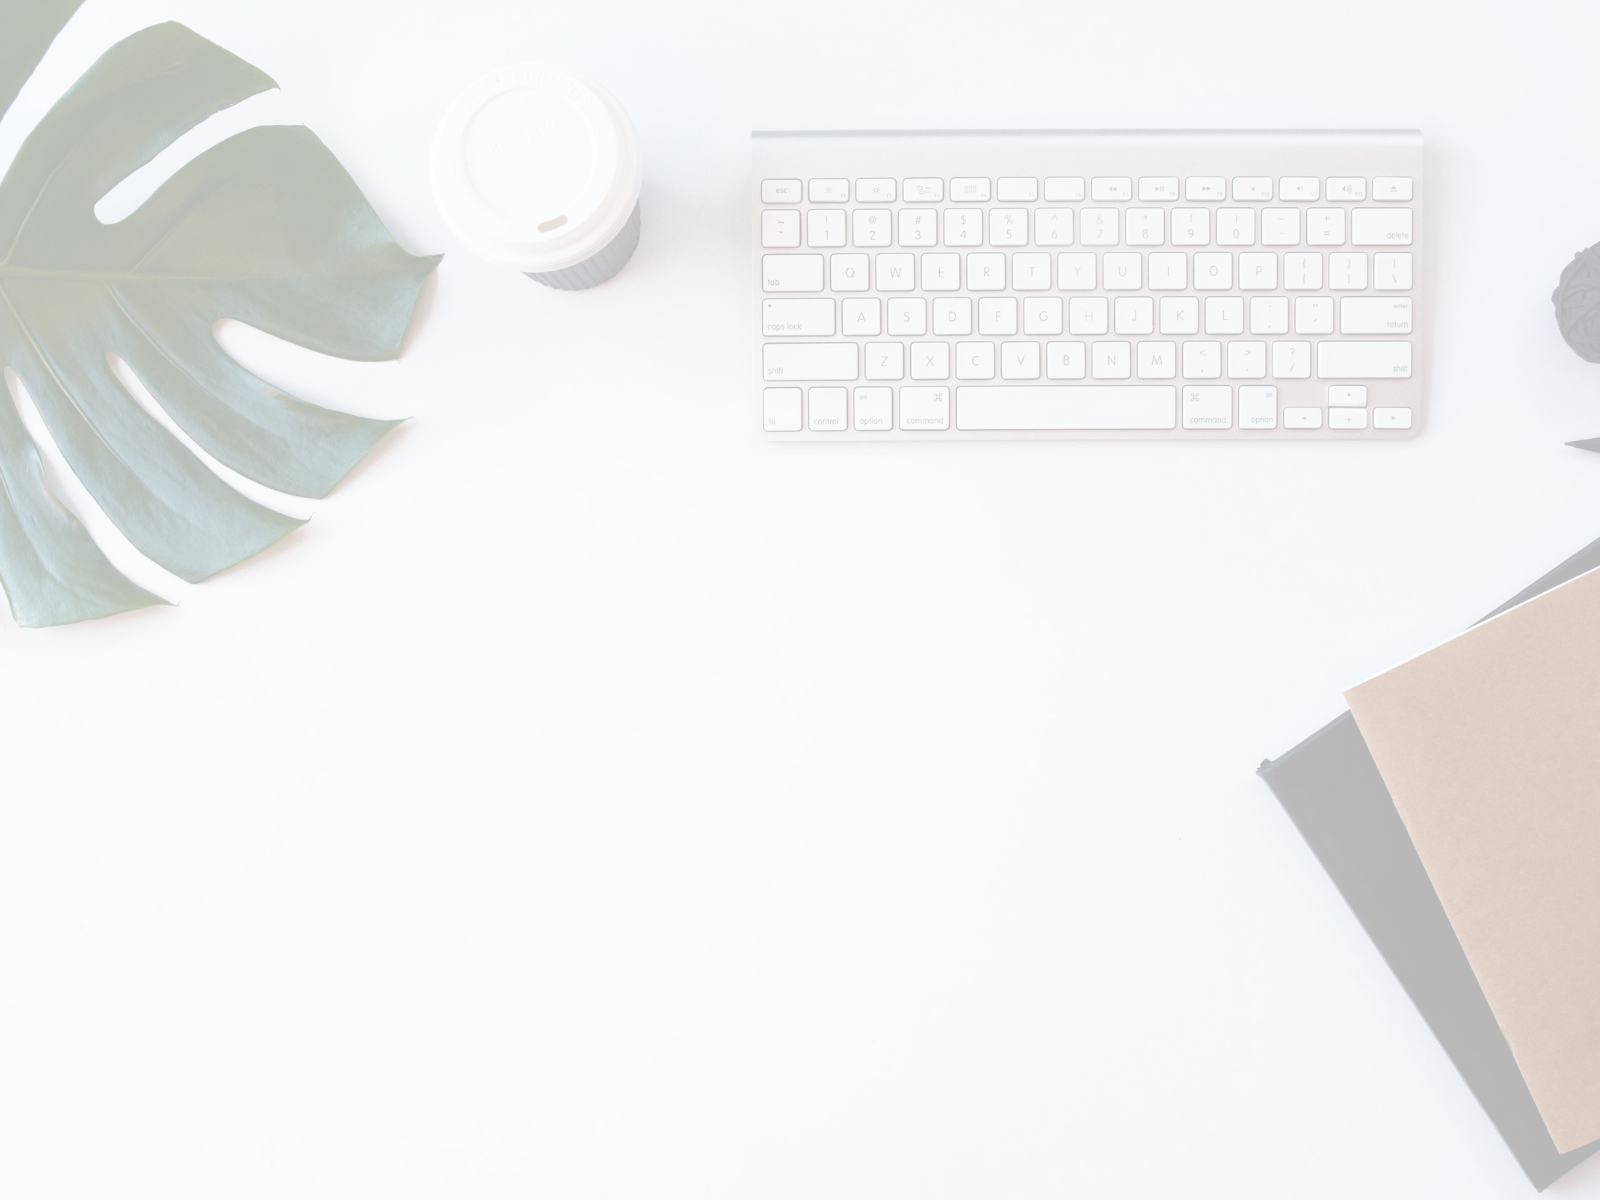 esc
~ ! @ # $ % ^ & * ( ) – +
` 1 2 3 4 5 6 7 8 9 0 - = delete
tab Q W E R T Y U I O P { [ } ] | \
caps lock A S D F G H J K L : ; " ' enter return
shift Z X C V B N M < , > . ? / shift
fn control alt option ⌘ command ⌘ command alt option